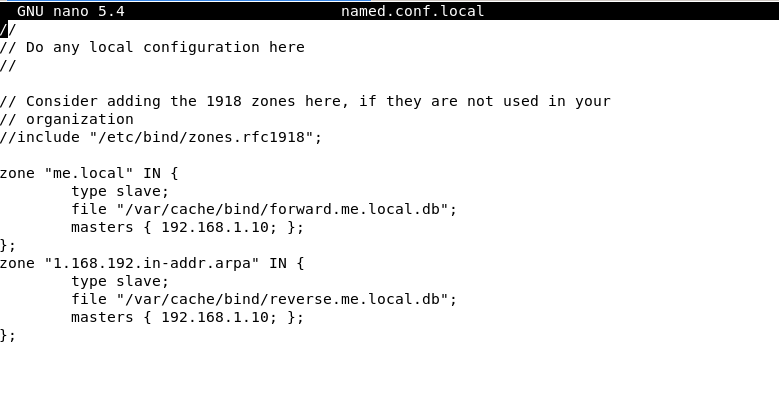 GNU nano 5.4 named.conf.local
//
// Do any local configuration here
//
// Consider adding the 1918 zones here, if they are not used in your
// organization
//include "/etc/bind/zones.rfc1918";
zone "me.local" IN {
        type slave;
        file "/var/cache/bind/forward.me.local.db";
        masters { 192.168.1.10; };
};
zone "1.168.192.in-addr.arpa" IN {
        type slave;
        file "/var/cache/bind/reverse.me.local.db";
        masters { 192.168.1.10; };
};